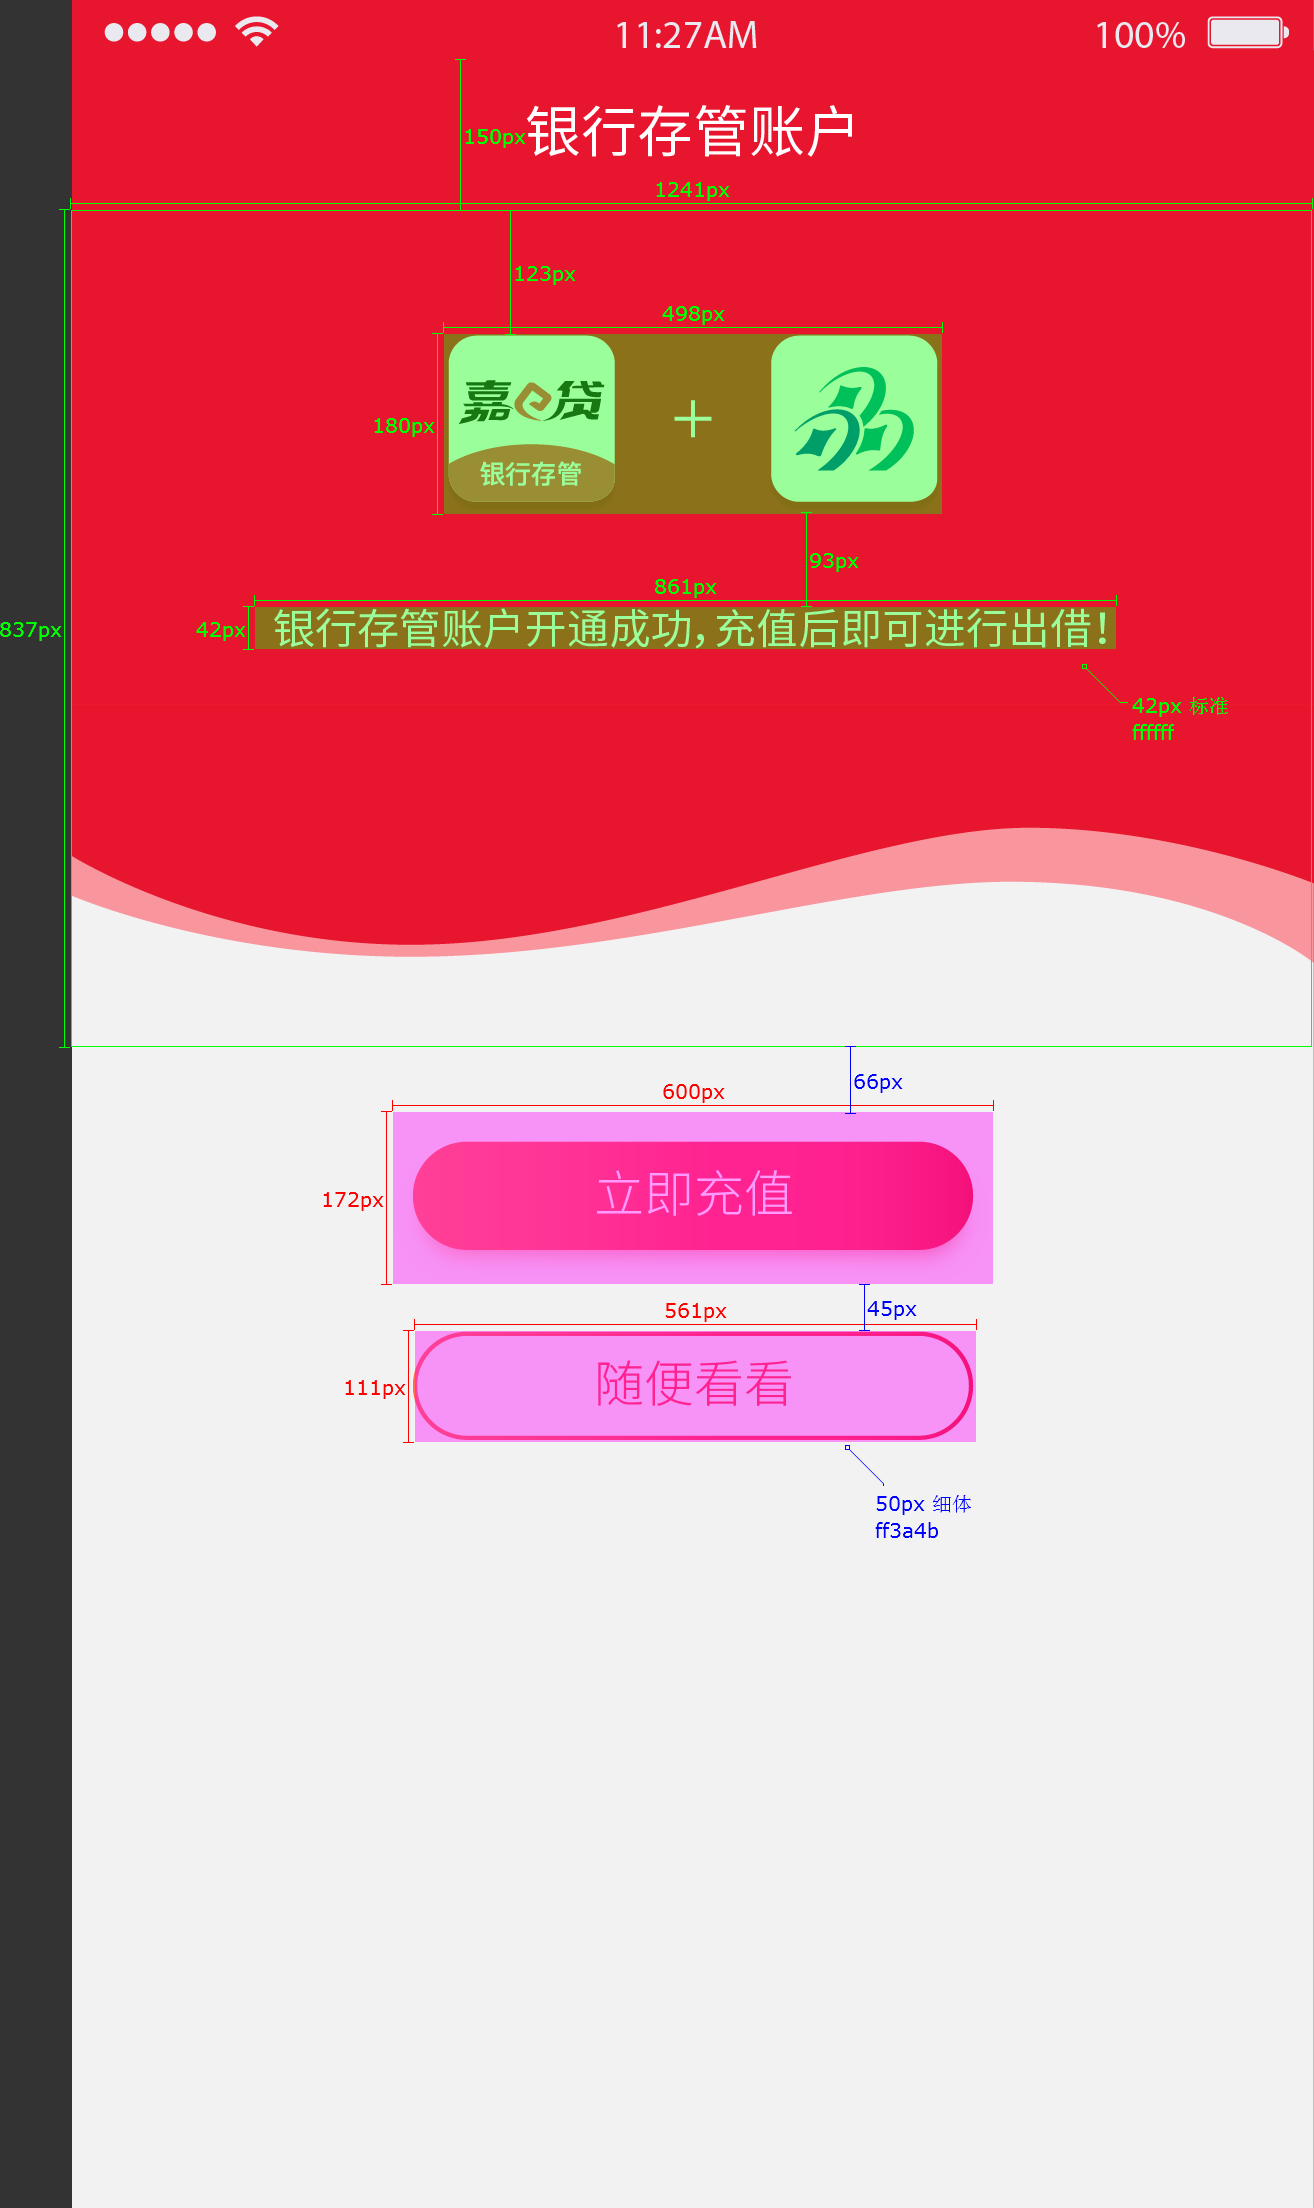 11:27AM
100%
150px
银行存管账户
1241px
123px
498px
180px
嘉e贷
银行存管
+
93px
861px
837px
42px
银行存管账户开通成功,充值后即可进行出借!
42px 标准
ffffff
66px
600px
172px
立即充值
45px
561px
111px
随便看看
50px 细体
ff3a4b